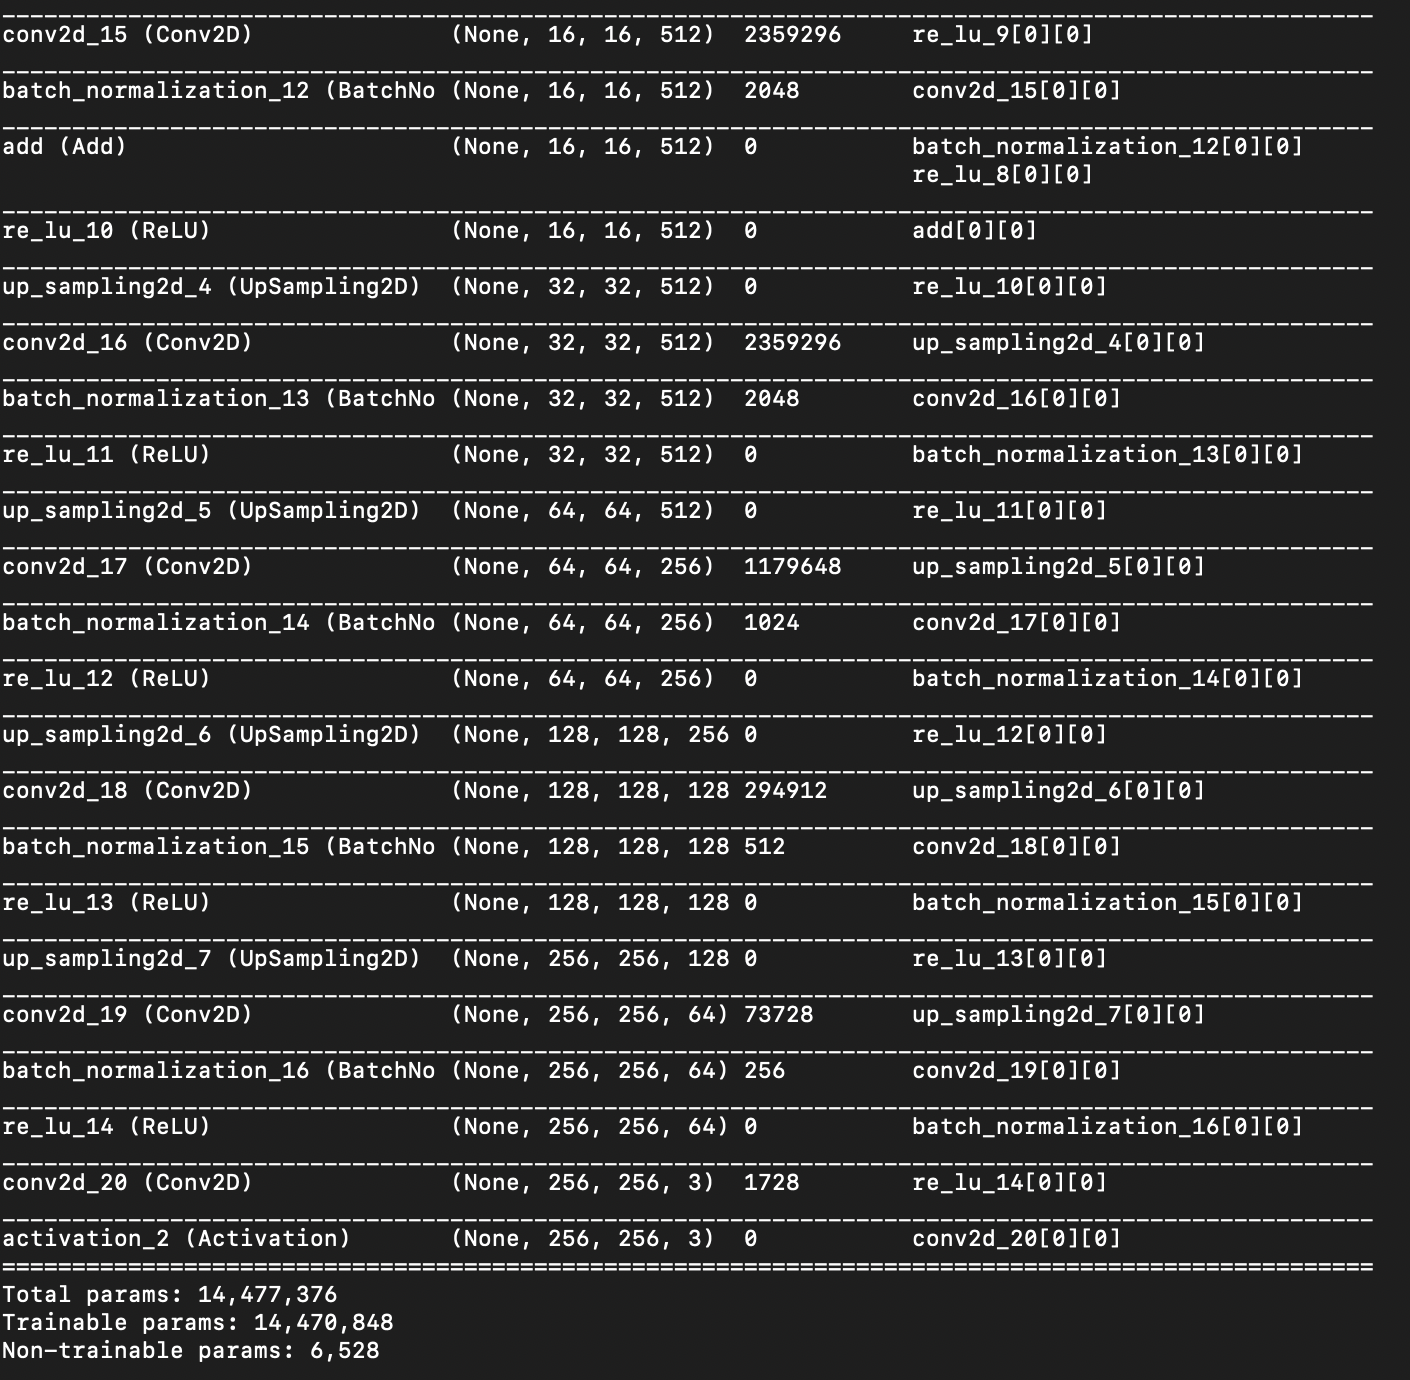 conv2d_15 (Conv2D) (None, 16, 16, 512) 2359296 re_lu_9[0][0]
batch_normalization_12 (BatchNo (None, 16, 16, 512) 2048 conv2d_15[0][0]
add (Add) (None, 16, 16, 512) 0 batch_normalization_12[0][0]
re_lu_8[0][0]
re_lu_10 (ReLU) (None, 16, 16, 512) 0 add[0][0]
up_sampling2d_4 (UpSampling2D) (None, 32, 32, 512) 0 re_lu_10[0][0]
conv2d_16 (Conv2D) (None, 32, 32, 512) 2359296 up_sampling2d_4[0][0]
batch_normalization_13 (BatchNo (None, 32, 32, 512) 2048 conv2d_16[0][0]
re_lu_11 (ReLU) (None, 32, 32, 512) 0 batch_normalization_13[0][0]
up_sampling2d_5 (UpSampling2D) (None, 64, 64, 512) 0 re_lu_11[0][0]
conv2d_17 (Conv2D) (None, 64, 64, 256) 1179648 up_sampling2d_5[0][0]
batch_normalization_14 (BatchNo (None, 64, 64, 256) 1024 conv2d_17[0][0]
re_lu_12 (ReLU) (None, 64, 64, 256) 0 batch_normalization_14[0][0]
up_sampling2d_6 (UpSampling2D) (None, 128, 128, 256 0 re_lu_12[0][0]
conv2d_18 (Conv2D) (None, 128, 128, 128 294912 up_sampling2d_6[0][0]
batch_normalization_15 (BatchNo (None, 128, 128, 128 512 conv2d_18[0][0]
re_lu_13 (ReLU) (None, 128, 128, 128 0 batch_normalization_15[0][0]
up_sampling2d_7 (UpSampling2D) (None, 256, 256, 128 0 re_lu_13[0][0]
conv2d_19 (Conv2D) (None, 256, 256, 64) 73728 up_sampling2d_7[0][0]
batch_normalization_16 (BatchNo (None, 256, 256, 64) 256 conv2d_19[0][0]
re_lu_14 (ReLU) (None, 256, 256, 64) 0 batch_normalization_16[0][0]
conv2d_20 (Conv2D) (None, 256, 256, 3) 1728 re_lu_14[0][0]
activation_2 (Activation) (None, 256, 256, 3) 0 conv2d_20[0][0]
Total params: 14,477,376
Trainable params: 14,470,848
Non-trainable params: 6,528